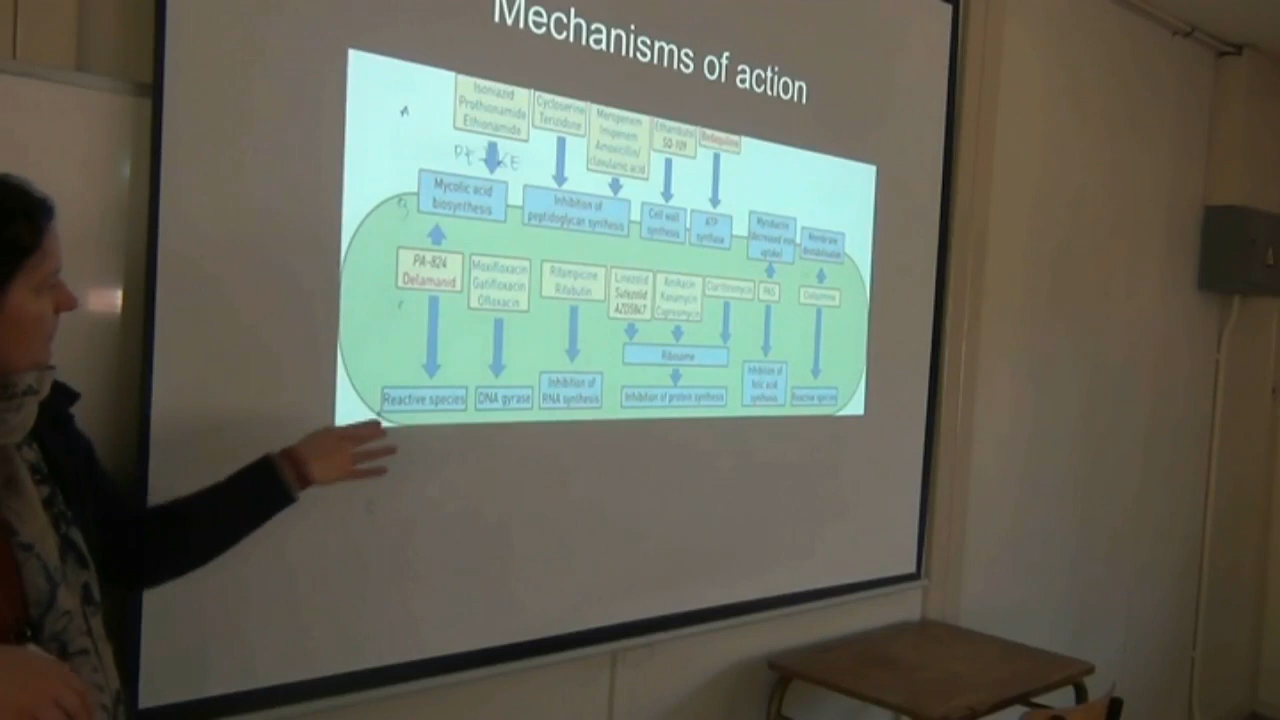 Mechanisms of action
Isoniazid
Prothionamide
Ethionamide
Cycloserine
Terizidone
Meropenem
Imipenem
Amoxicillin/
clavulanic acid
Ethambutol
SQ-109
Bedaquiline
Mycolic acid
biosynthesis
Inhibition of
peptidoglycan synthesis
Cell wall
synthesis
ATP
synthase
Membrane
PA-824
Delamanid
Moxifloxacin
Gatifloxacin
Ofloxacin
Rifampicine
Rifabutin
Linezolid
Sutezolid
AZD5847
Amikacin
Kanamycin
Capreomycin
Clarithromycin
PAS
Clofazimine
Ribosome
Reactive species
DNA gyrase
Inhibition of
RNA synthesis
Inhibition of protein synthesis
Inhibition of
folic acid
synthesis
Reactive species